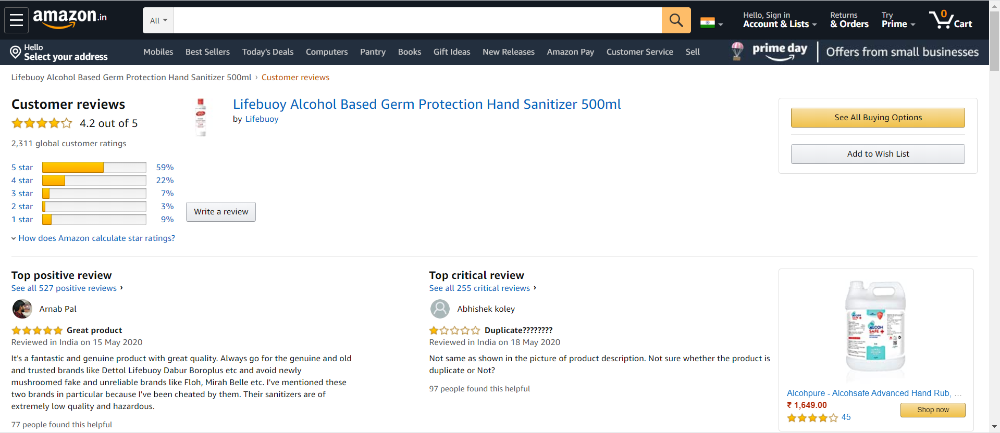 amazon.in
All
Hello, Sign in
Account & Lists
Returns
& Orders
Try
Prime
0
Cart
Hello
Select your address
Mobiles
Best Sellers
Today's Deals
Computers
Pantry
Books
Gift Ideas
New Releases
Amazon Pay
Customer Service
Sell
prime day
Offers from small businesses
Lifebuoy Alcohol Based Germ Protection Hand Sanitizer 500ml › Customer reviews
Customer reviews
4.2 out of 5
2,311 global customer ratings
5 star 59%
4 star 22%
3 star 7%
2 star 3%
1 star 9%
How does Amazon calculate star ratings?
Lifebuoy Alcohol Based Germ Protection Hand Sanitizer 500ml
by Lifebuoy
Write a review
See All Buying Options
Add to Wish List
Top positive review
See all 527 positive reviews ›
Arnab Pal
Great product
Reviewed in India on 15 May 2020
It's a fantastic and genuine product with great quality. Always go for the genuine and old
and trusted brands like Dettol Lifebuoy Dabur Boroplus etc and avoid newly
mushroomed fake and unreliable brands like Floh, Mirah Belle etc. I've mentioned these
two brands in particular because I've been cheated by them. Their sanitizers are of
extremely low quality and hazardous.
77 people found this helpful
Top critical review
See all 255 critical reviews ›
Abhishek koley
Duplicate????????
Reviewed in India on 18 May 2020
Not same as shown in the picture of product description. Not sure whether the product is
duplicate or Not?
97 people found this helpful
ALCOH
SAFE
Alcohpure - Alcohsafe Advanced Hand Rub, ...
₹ 1,649.00
45
Shop now